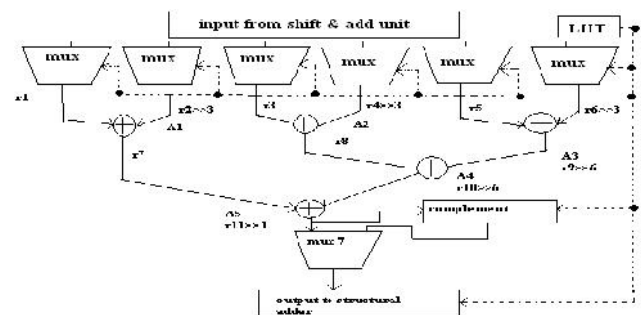 input from shift & add unit
LUT
mux
mux
mux
mux
mux
mux
r1
r2>>3
r3
r4>>3
r5
r6>>3
A1
A2
r7
r8
A3
r9>>6
A4
r10>>6
A5
r11>>1
complement
mux 7
output to structural
adder